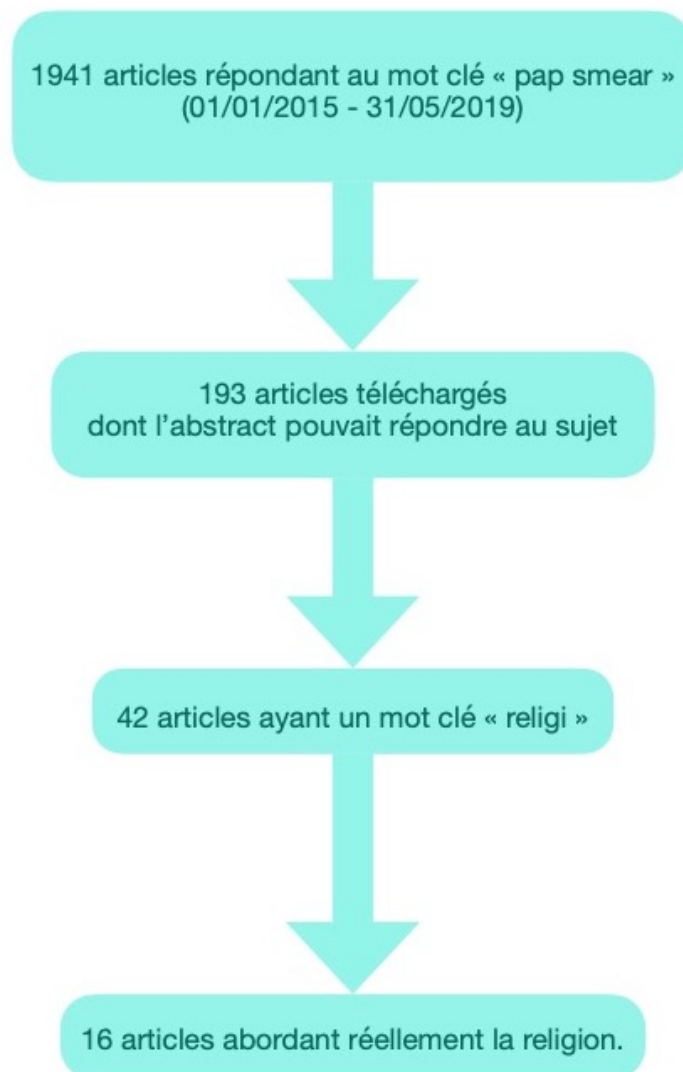 1941 articles répondant au mot clé « pap smear »
(01/01/2015 - 31/05/2019)
193 articles téléchargés
dont l’abstract pouvait répondre au sujet
42 articles ayant un mot clé « religi »
16 articles abordant réellement la religion.